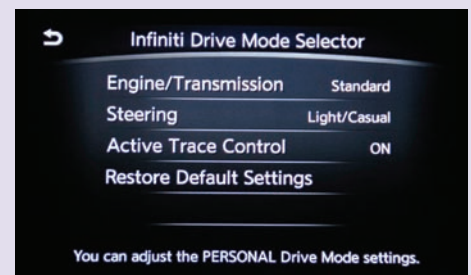 Infiniti Drive Mode Selector
Engine/Transmission Standard
Steering Light/Casual
Active Trace Control ON
Restore Default Settings
You can adjust the PERSONAL Drive Mode settings.